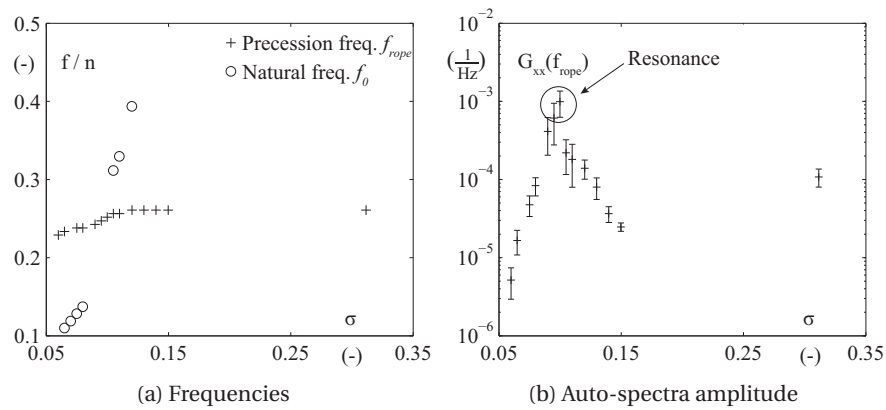 0.5
(-)
0.4
0.3
0.2
0.1
f / n
+ Precession freq. f_rope
○ Natural freq. f_0
σ
0.05
0.15
0.25
(-)
0.35
(a) Frequencies
10^-2
(1/Hz)
10^-3
10^-4
10^-5
10^-6
G_xx(f_rope)
Resonance
σ
0.05
0.15
0.25
(-)
0.35
(b) Auto-spectra amplitude